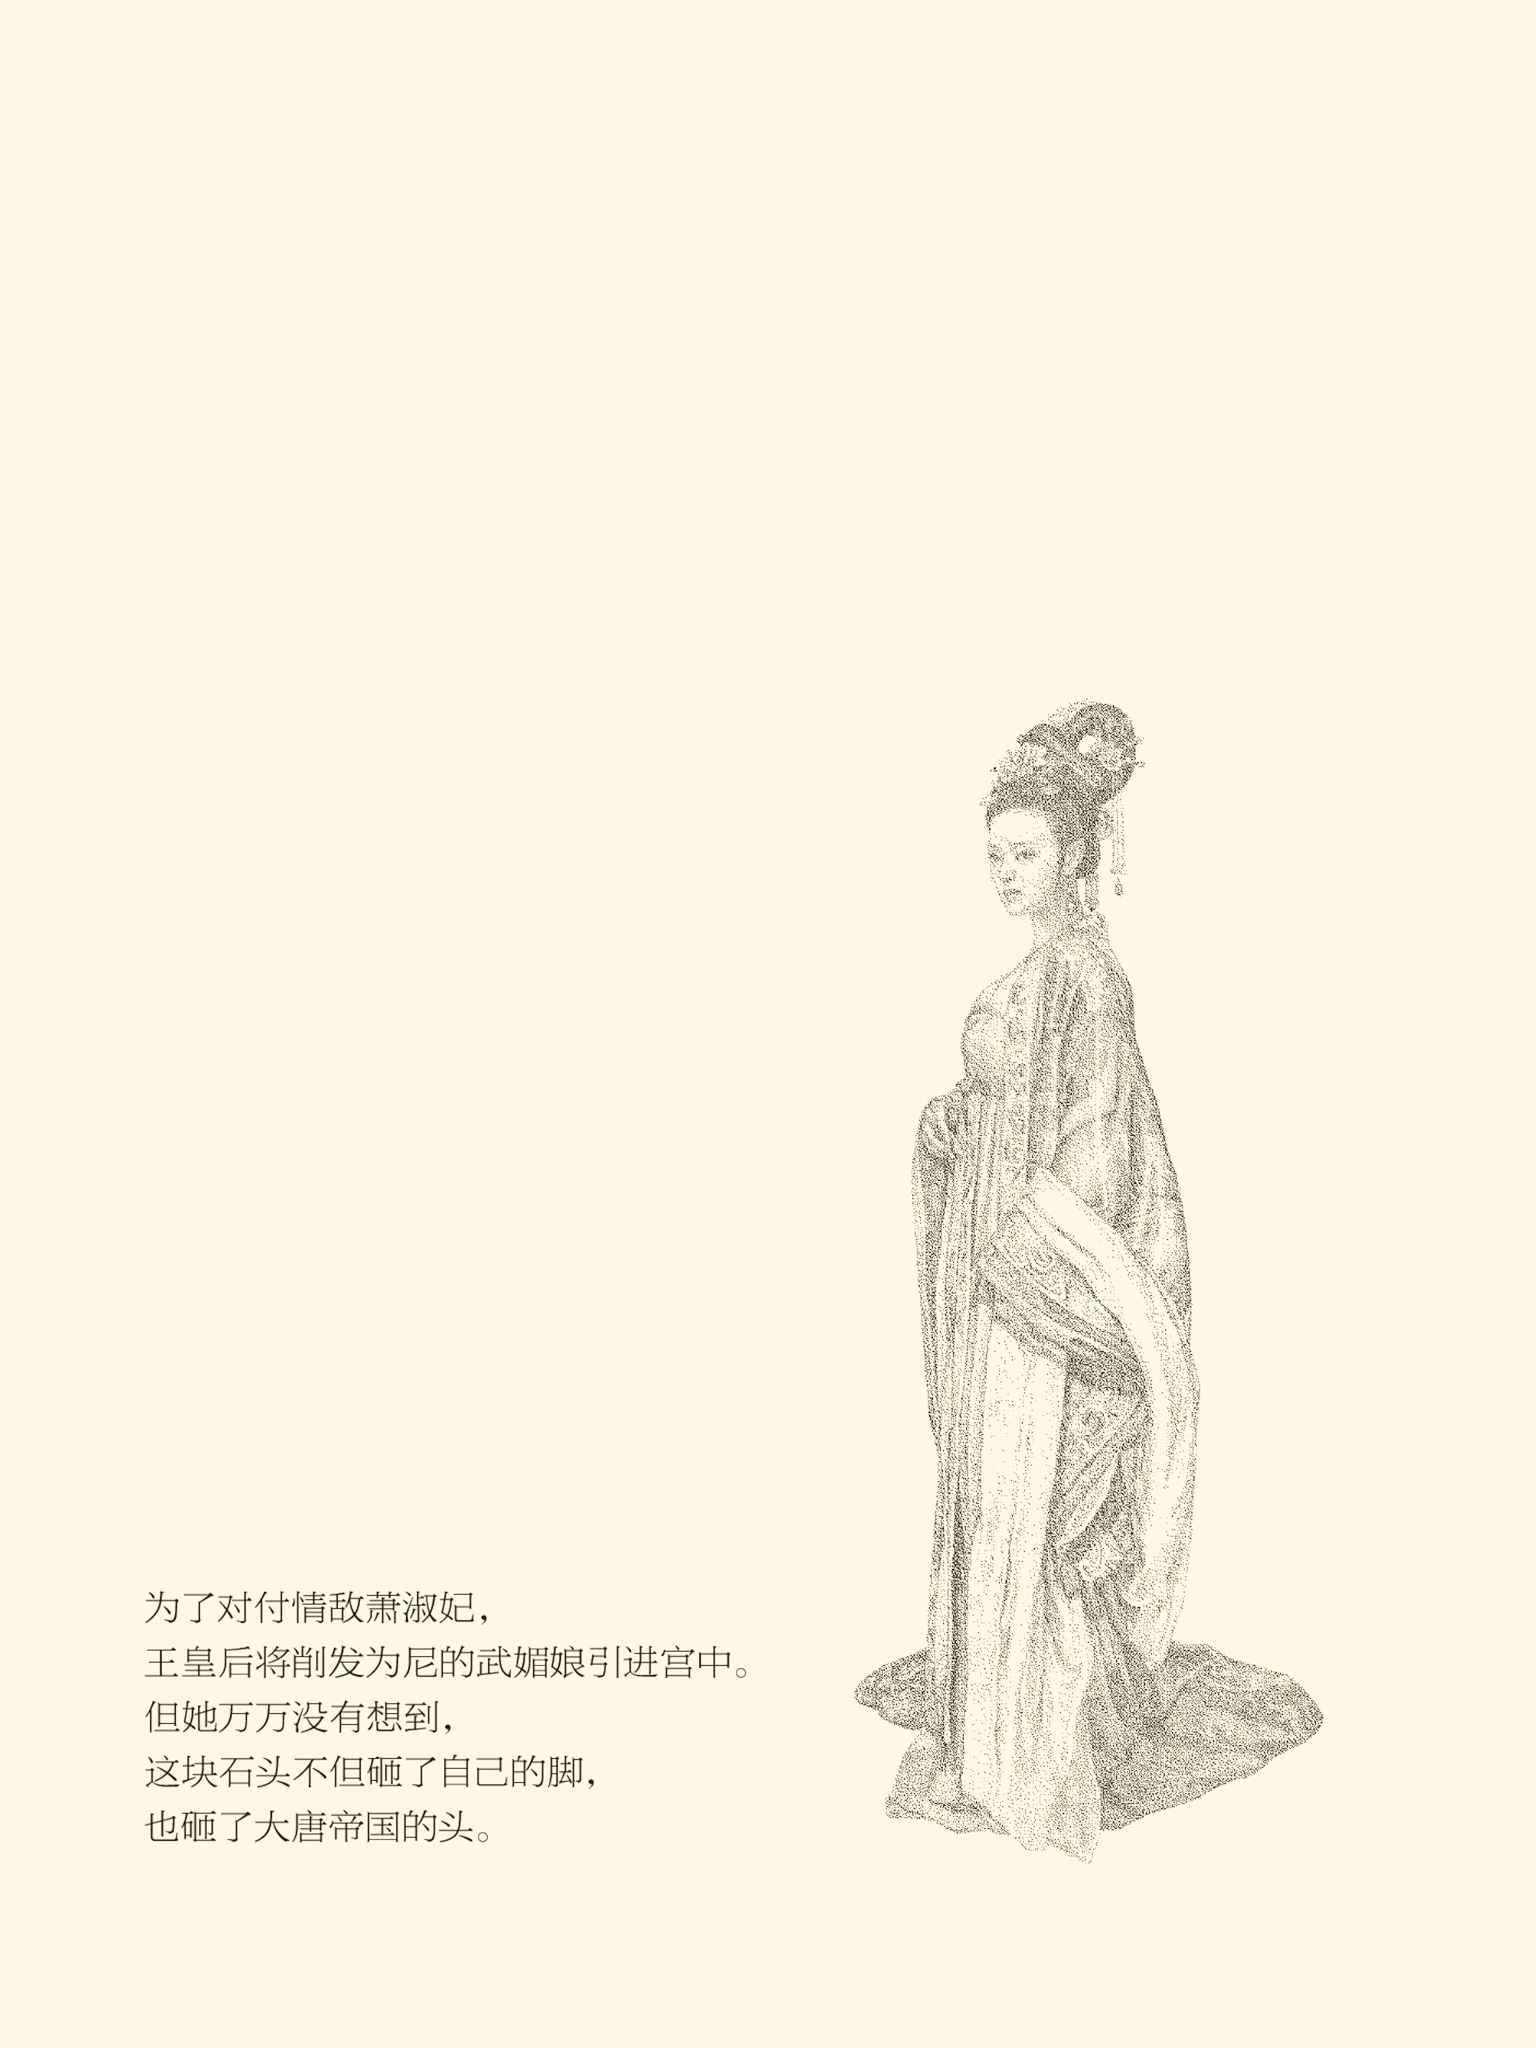 为了对付情敌萧淑妃，
王皇后将削发为尼的武媚娘引进宫中。
但她万万没有想到，
这块石头不但砸了自己的脚，
也砸了大唐帝国的头。